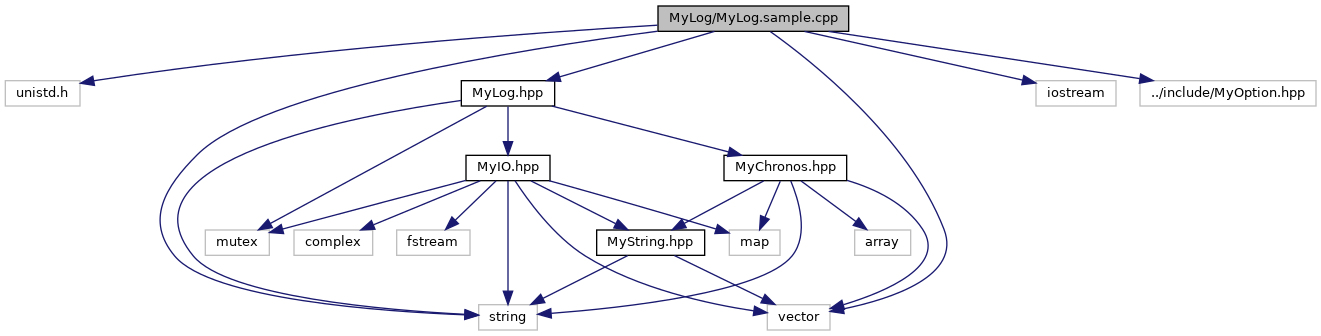 MyLog/MyLog.sample.cpp
unistd.h
MyLog.hpp
iostream
../include/MyOption.hpp
MyIO.hpp
MyChronos.hpp
mutex
complex
fstream
MyString.hpp
map
array
string
vector